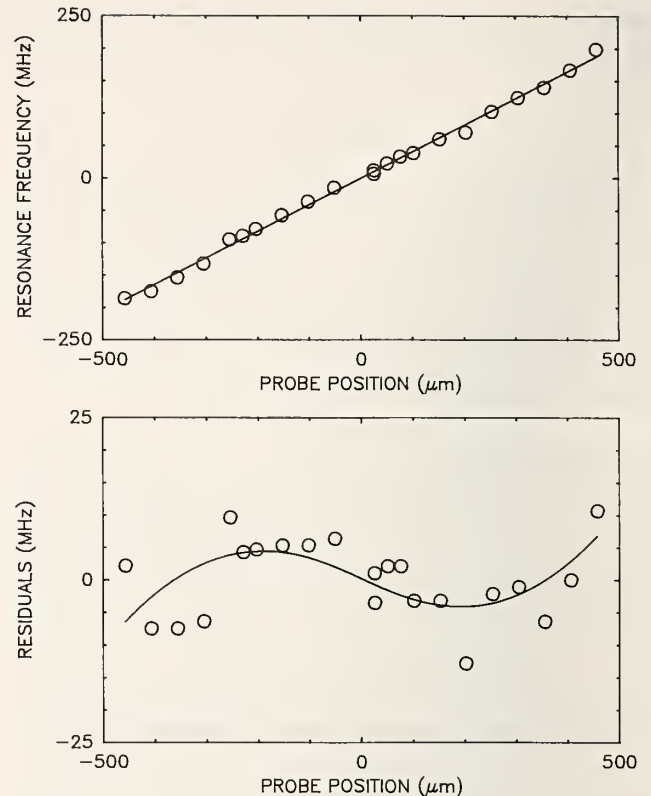 250
0
-250
RESONANCE FREQUENCY (MHz)
-500 0 500
PROBE POSITION (μm)
25
0
-25
RESIDUALS (MHz)
-500 0 500
PROBE POSITION (μm)